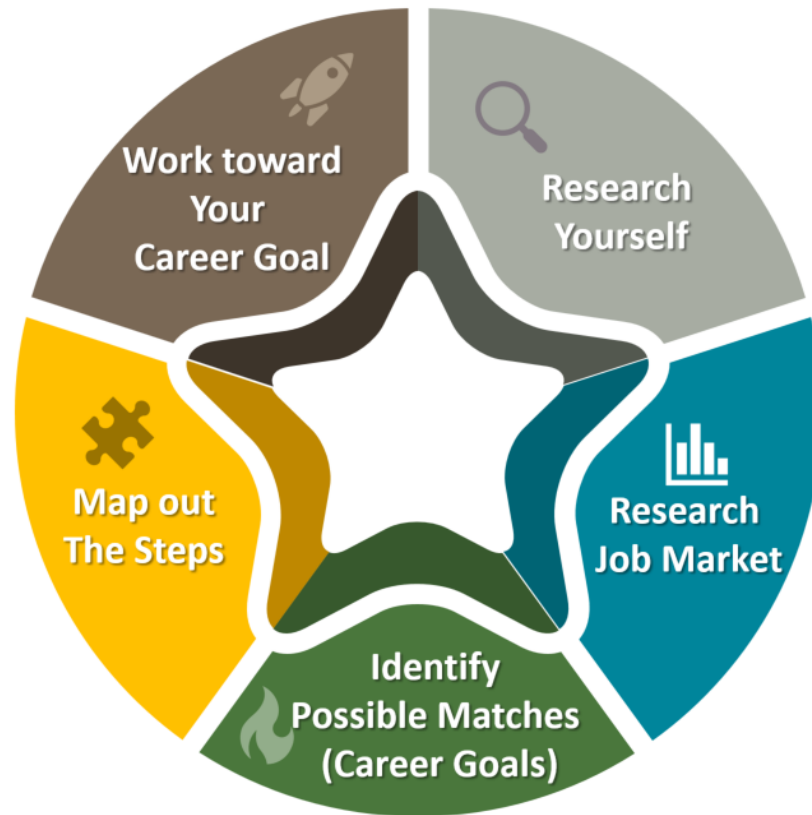 Work toward
Your
Career Goal
Research
Yourself
Research
Job Market
Identify
Possible Matches
(Career Goals)
Map out
The Steps